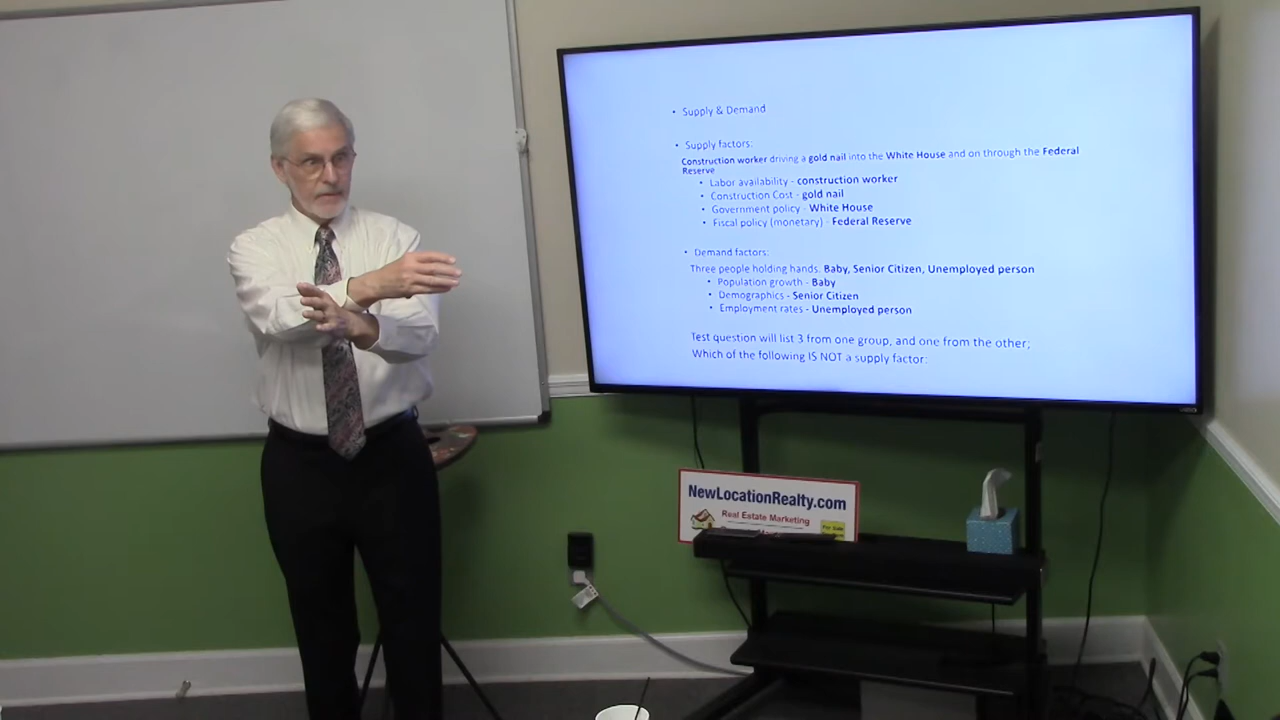 • Supply & Demand
• Supply factors:
Construction worker driving a gold nail into the White House and on through the Federal
Reserve
• Labor availability - construction worker
• Construction Cost - gold nail
• Government policy - White House
• Fiscal policy (monetary) - Federal Reserve
• Demand factors:
Three people holding hands. Baby, Senior Citizen, Unemployed person
• Population growth - Baby
• Demographics - Senior Citizen
• Employment rates - Unemployed person
Test question will list 3 from one group, and one from the other;
Which of the following IS NOT a supply factor:
VIZIO
NewLocationRealty.com
Real Estate Marketing
For Sale